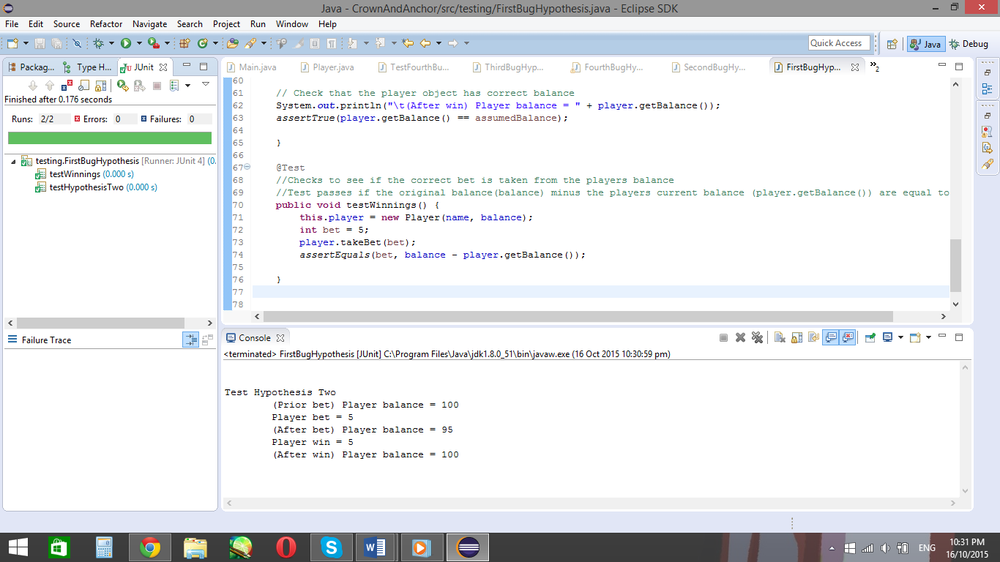 Java - CrownAndAnchor/src/testing/FirstBugHypothesis.java - Eclipse SDK
File Edit Source Refactor Navigate Search Project Run Window Help
Quick Access Java Debug
Packag... Type H... JUnit
Main.java Player.java TestFourthBu... ThirdBugHyp... FourthBugHy... SecondBugHy... FirstBugHyp... »2
Finished after 0.176 seconds
Runs: 2/2 Errors: 0 Failures: 0
testing.FirstBugHypothesis [Runner: JUnit 4] (0.
testWinnings (0.000 s)
testHypothesisTwo (0.000 s)
Failure Trace
60
61 // Check that the player object has correct balance
62 System.out.println("\t(After win) Player balance = " + player.getBalance());
63 assertTrue(player.getBalance() == assumedBalance);
64
65 }
66
67 @Test
68 //Checks to see if the correct bet is taken from the players balance
69 //Test passes if the original balance(balance) minus the players current balance (player.getBalance()) are equal to
70 public void testWinnings() {
71 this.player = new Player(name, balance);
72 int bet = 5;
73 player.takeBet(bet);
74 assertEquals(bet, balance - player.getBalance());
75
76 }
77
78
Console
<terminated> FirstBugHypothesis [JUnit] C:\Program Files\Java\jdk1.8.0_51\bin\javaw.exe (16 Oct 2015 10:30:59 pm)
Test Hypothesis Two
(Prior bet) Player balance = 100
Player bet = 5
(After bet) Player balance = 95
Player win = 5
(After win) Player balance = 100
ENG
10:31 PM
16/10/2015